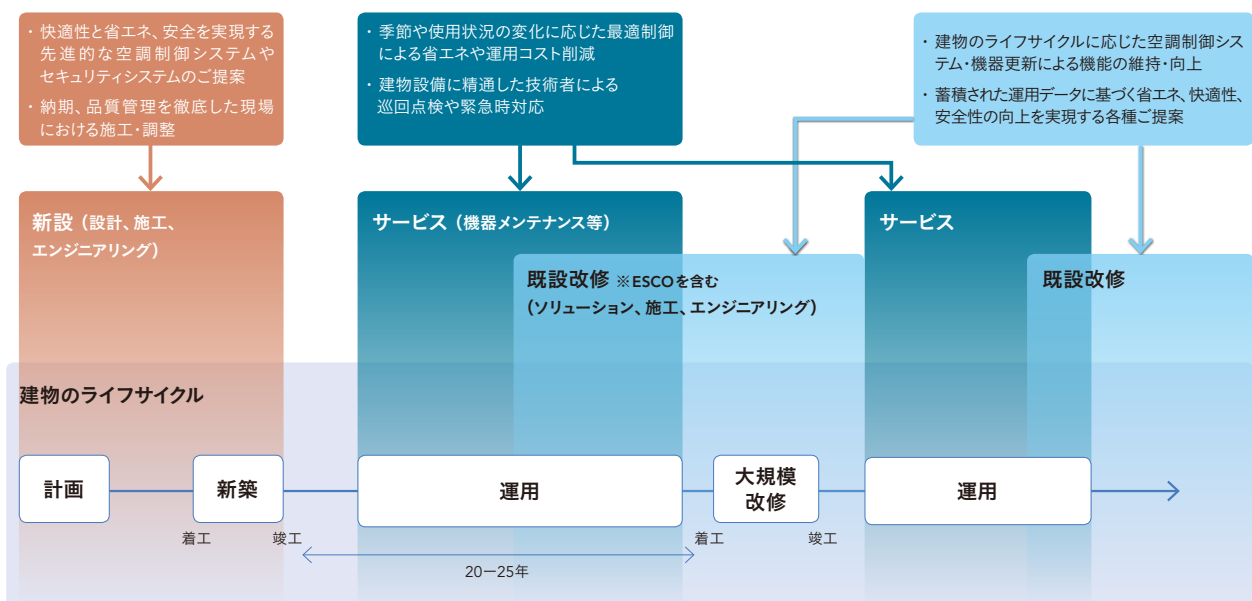 ・ 快適性と省エネ、安全を実現する
先進的な空調制御システムや
セキュリティシステムのご提案
・ 納期、品質管理を徹底した現場
における施工・調整
・ 季節や使用状況の変化に応じた最適制御
による省エネや運用コスト削減
・ 建物設備に精通した技術者による
巡回点検や緊急時対応
・ 建物のライフサイクルに応じた空調制御シス
テム・機器更新による機能の維持・向上
・ 蓄積された運用データに基づく省エネ、快適性、
安全性の向上を実現する各種ご提案
新設（設計、施工、
エンジニアリング）
サービス（機器メンテナンス等）
既設改修 ※ESCOを含む
（ソリューション、施工、エンジニアリング）
サービス
既設改修
建物のライフサイクル
計画
新築
運用
大規模
改修
運用
着工
竣工
着工
竣工
20ー25年